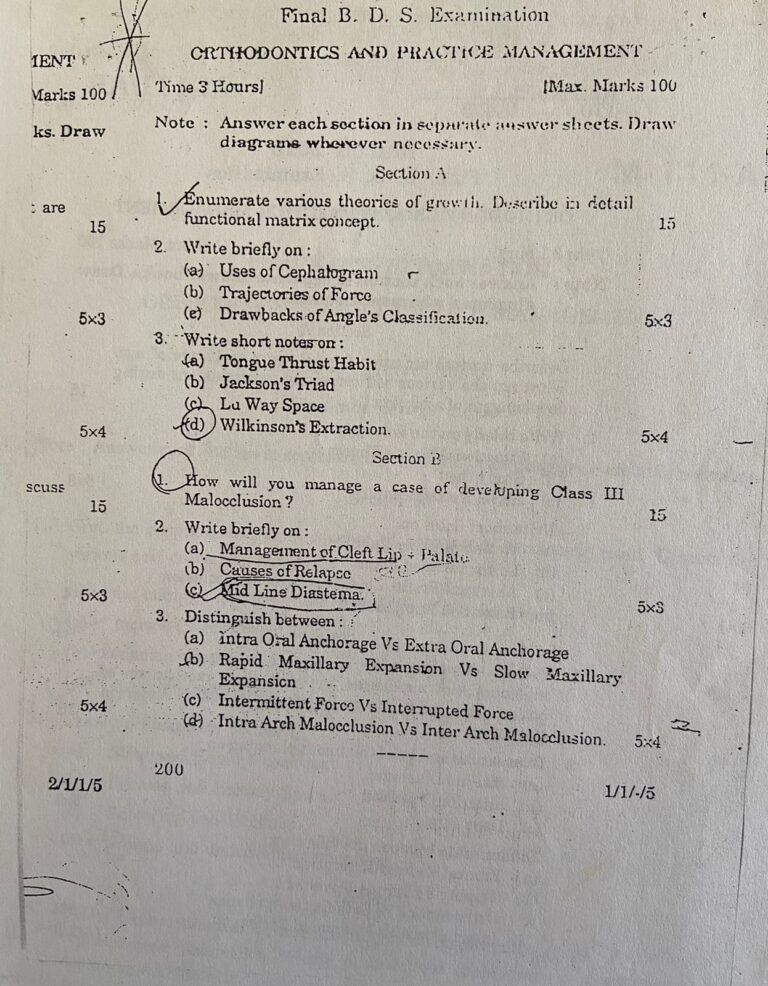 Final B. D. S. Examination
ORTHODONTICS AND PRACTICE MANAGEMENT
Time 3 Hours] [Max. Marks 100
Note : Answer each section in separate answer sheets. Draw
diagrams wherever necessary.
Section A
1. Enumerate various theories of growth. Describe in detail
functional matrix concept. 15
2. Write briefly on :
(a) Uses of Cephalogram
(b) Trajectories of Force
(c) Drawbacks of Angle's Classification. 5×3
3. Write short notes on :
(a) Tongue Thrust Habit
(b) Jackson's Triad
(c) Lu Way Space
(d) Wilkinson's Extraction. 5×4
Section B
1. How will you manage a case of developing Class III
Malocclusion ? 15
2. Write briefly on :
(a) Management of Cleft Lip + Palate
(b) Causes of Relapse
(c) Mid Line Diastema. 5×3
3. Distinguish between :
(a) Intra Oral Anchorage Vs Extra Oral Anchorage
(b) Rapid Maxillary Expansion Vs Slow Maxillary
Expansion
(c) Intermittent Force Vs Interrupted Force
(d) Intra Arch Malocclusion Vs Inter Arch Malocclusion. 5×4
200
1/1/-/5
IENT
Marks 100
ks. Draw
: are
15
5×3
5×4
scuss
15
5×3
5×4
2/1/1/5